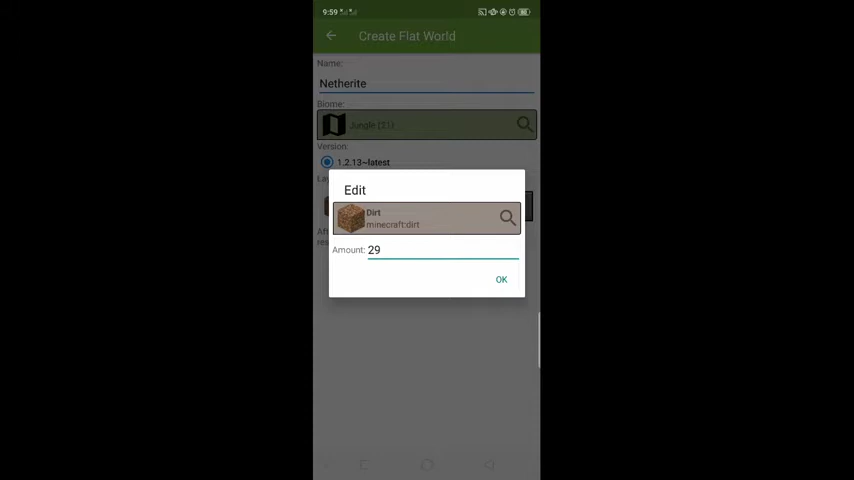 9:59
Create Flat World
Name:
Netherite
Biome:
Jungle (21)
Version:
1.2.13~latest
Edit
Dirt
minecraft:dirt
Amount: 29
OK